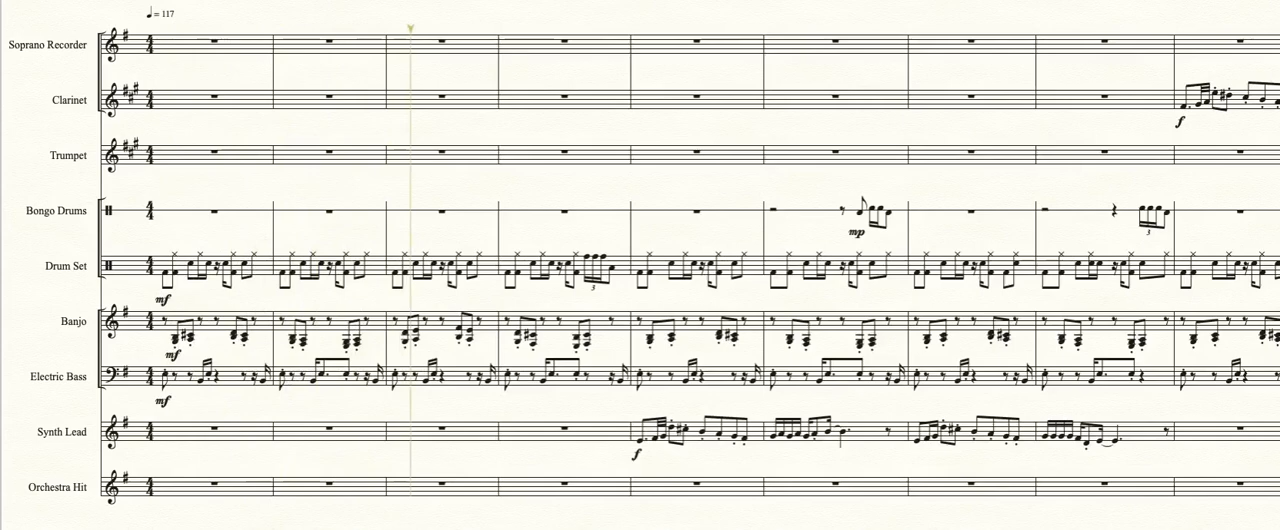 ♩ = 117
Soprano Recorder
Clarinet
f
Trumpet
Bongo Drums
mp
3
Drum Set
mf
3
Banjo
mf
Electric Bass
mf
Synth Lead
f
Orchestra Hit